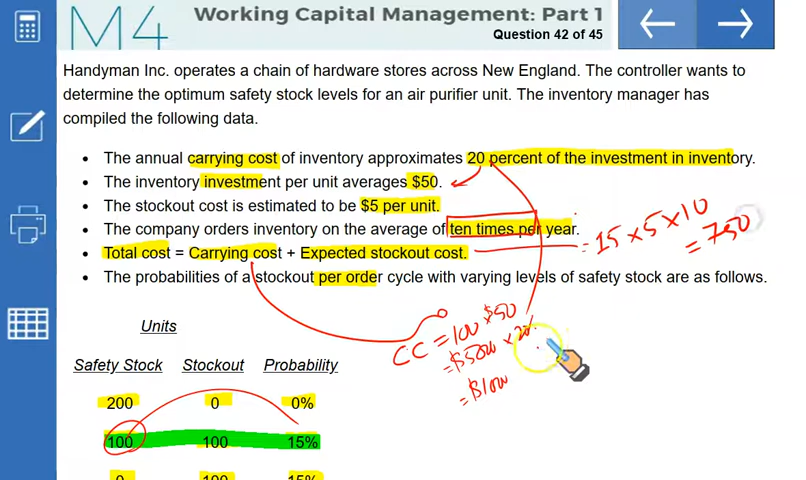 M4
Working Capital Management: Part 1
Question 42 of 45
Handyman Inc. operates a chain of hardware stores across New England. The controller wants to
determine the optimum safety stock levels for an air purifier unit. The inventory manager has
compiled the following data.
• The annual carrying cost of inventory approximates 20 percent of the investment in inventory.
• The inventory investment per unit averages $50.
• The stockout cost is estimated to be $5 per unit.
• The company orders inventory on the average of ten times per year.
= 15 × 5 × 10
= 750
• Total cost = Carrying cost + Expected stockout cost.
• The probabilities of a stockout per order cycle with varying levels of safety stock are as follows.
CC = 100 × $50
= $5000 × 20%
= $1000
Units
Safety Stock Stockout Probability
200 0 0%
100 100 15%
0 100 15%